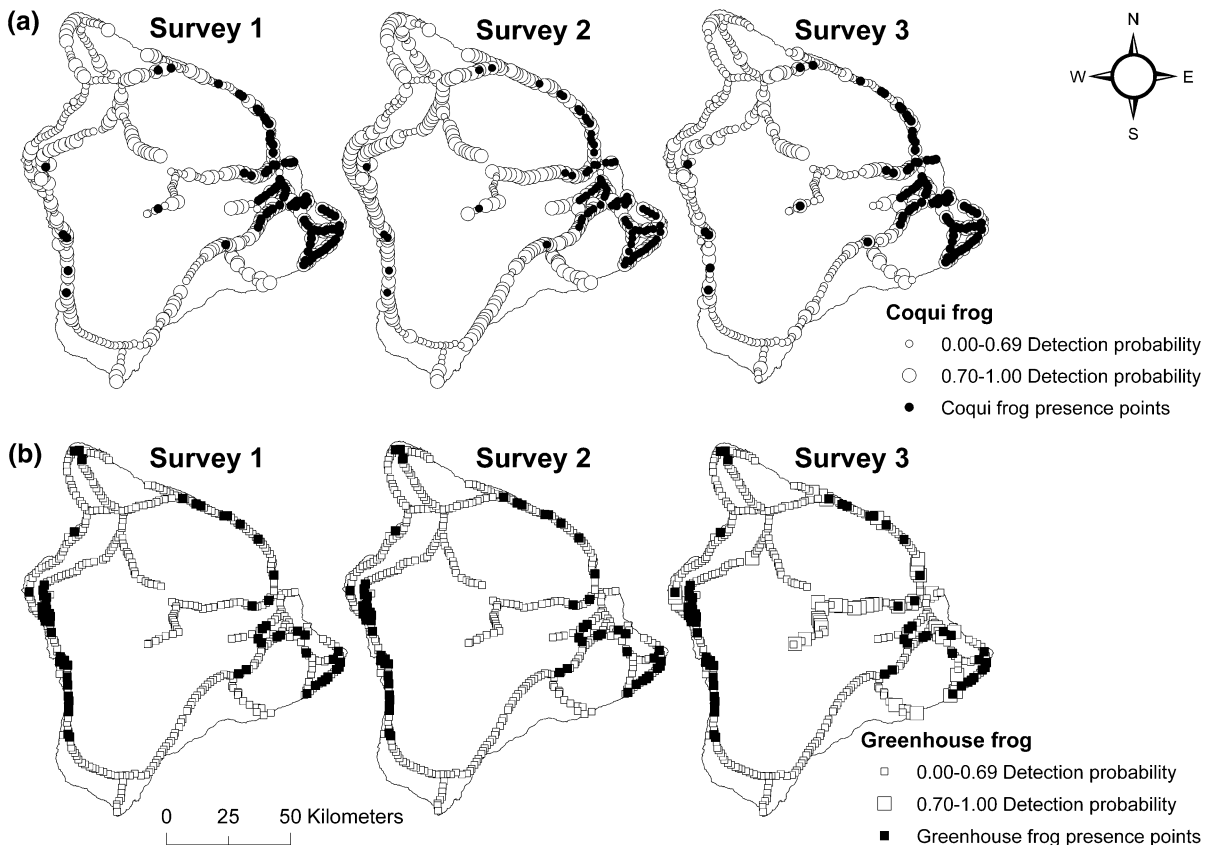 (a)
Survey 1
Survey 2
Survey 3
N
W
E
S
Coqui frog
0.00-0.69 Detection probability
0.70-1.00 Detection probability
Coqui frog presence points
(b)
Survey 1
Survey 2
Survey 3
Greenhouse frog
0.00-0.69 Detection probability
0.70-1.00 Detection probability
Greenhouse frog presence points
0 25 50 Kilometers